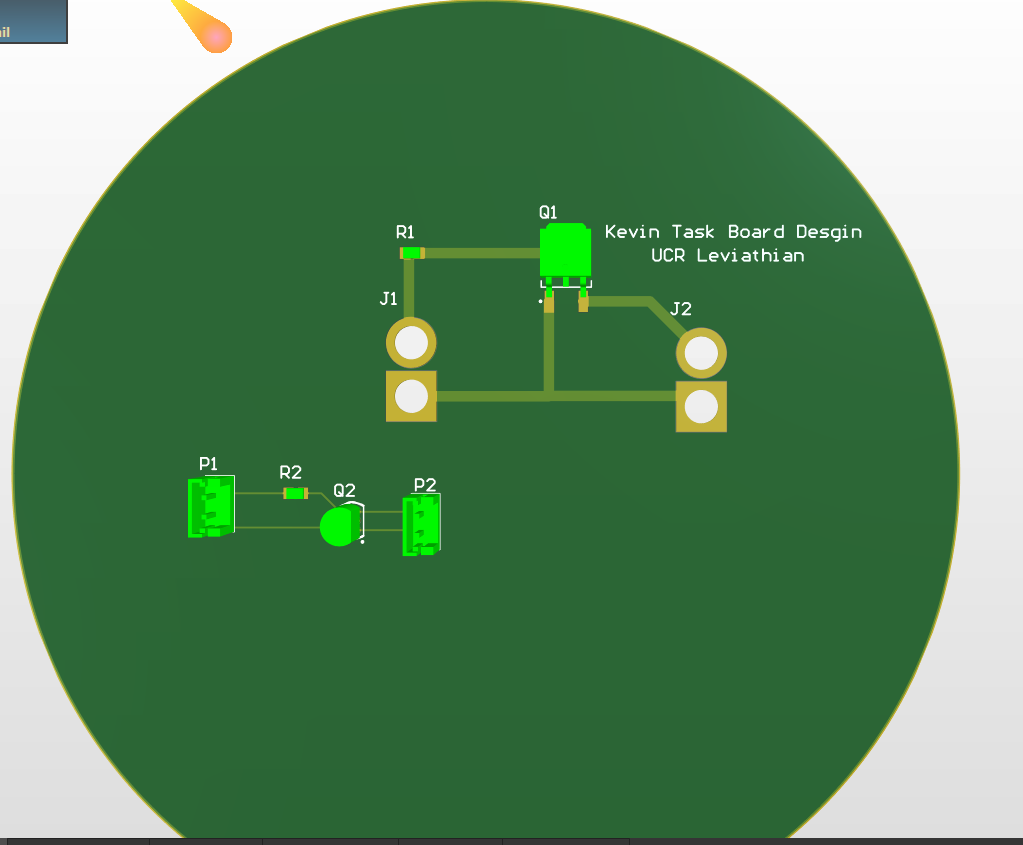 il
Q1
R1
Kevin Task Board Desgin
UCR Leviathian
J1
J2
P1
R2
Q2
P2